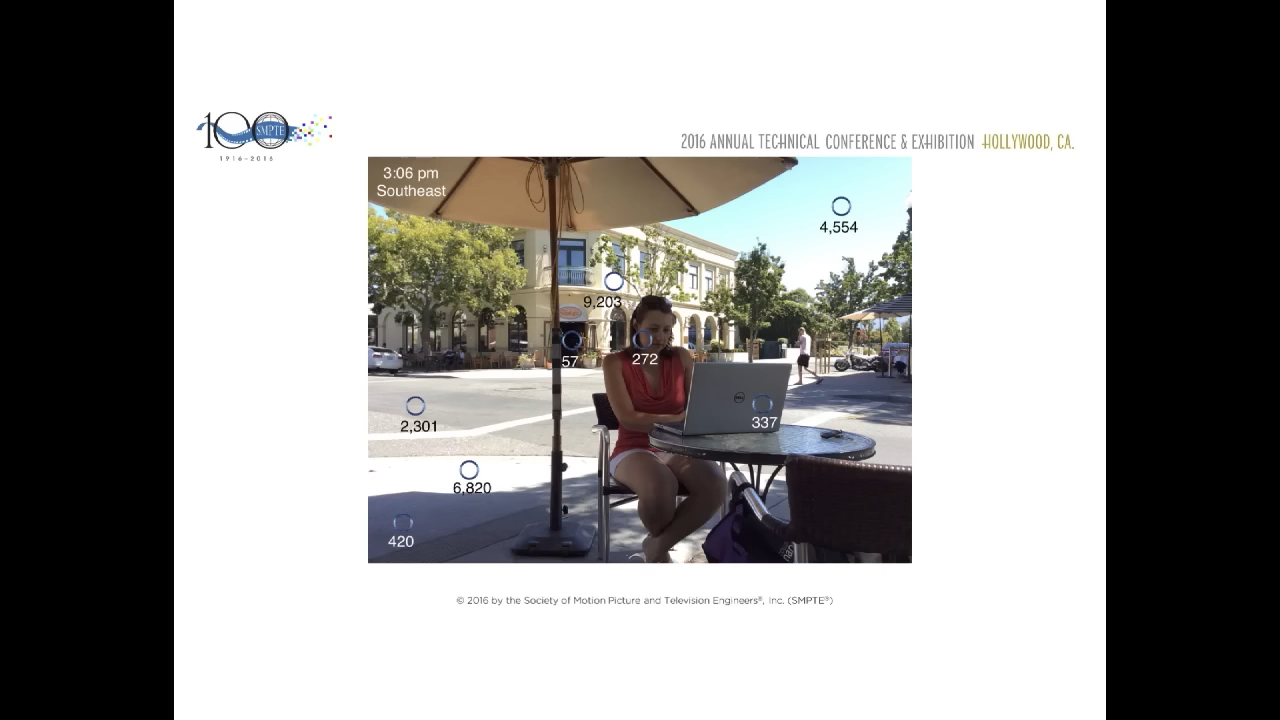 100
SMPTE
1916–2016
2016 ANNUAL TECHNICAL CONFERENCE & EXHIBITION HOLLYWOOD, CA.
3:06 pm
Southeast
4,554
9,203
57
272
2,301
337
6,820
420
DELL
© 2016 by the Society of Motion Picture and Television Engineers®, Inc. (SMPTE®)